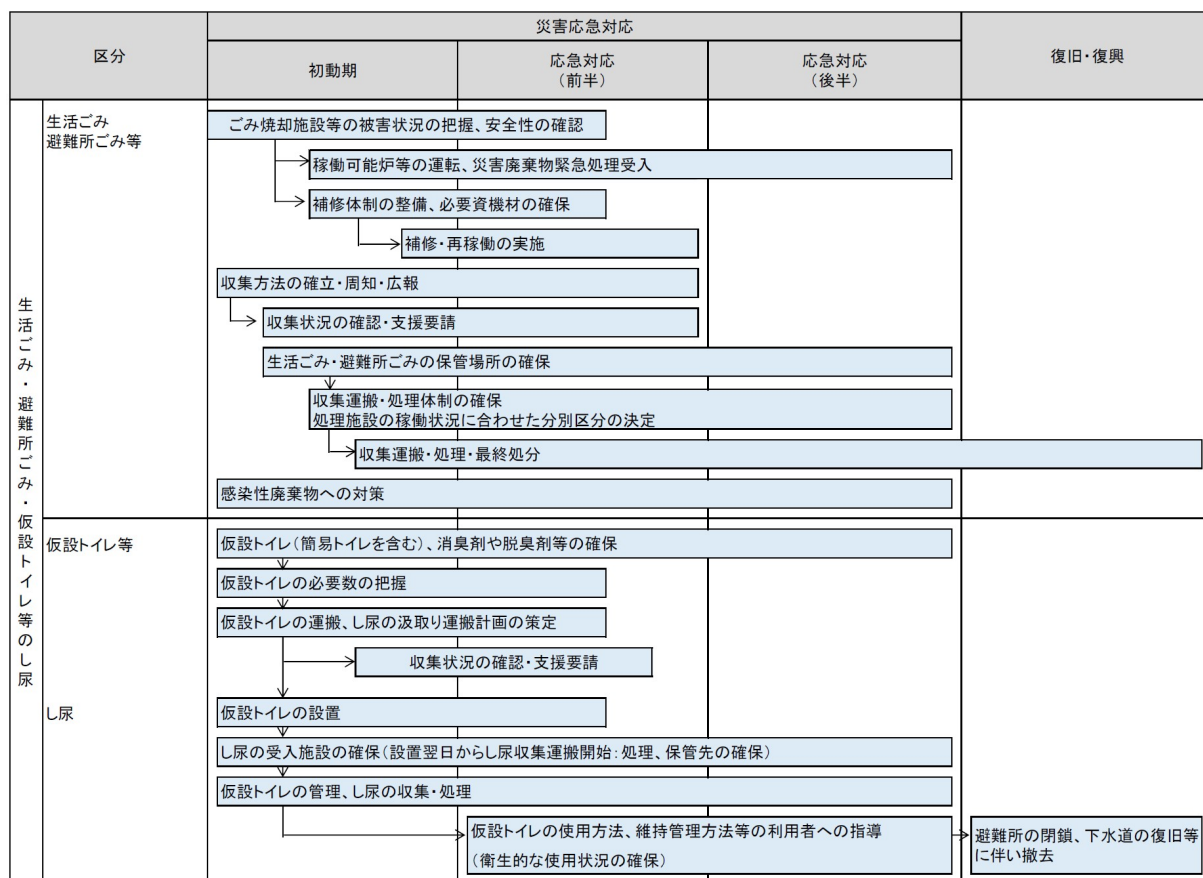 区分
災害応急対応
初動期
応急対応
(前半)
応急対応
(後半)
復旧・復興
生活ごみ・避難所ごみ・仮設トイレ等のし尿
生活ごみ
避難所ごみ等
ごみ焼却施設等の被害状況の把握、安全性の確認
稼働可能炉等の運転、災害廃棄物緊急処理受入
補修体制の整備、必要資機材の確保
補修・再稼働の実施
収集方法の確立・周知・広報
収集状況の確認・支援要請
生活ごみ・避難所ごみの保管場所の確保
収集運搬・処理体制の確保
処理施設の稼働状況に合わせた分別区分の決定
収集運搬・処理・最終処分
感染性廃棄物への対策
仮設トイレ等
仮設トイレ(簡易トイレを含む)、消臭剤や脱臭剤等の確保
仮設トイレの必要数の把握
仮設トイレの運搬、し尿の汲取り運搬計画の策定
収集状況の確認・支援要請
し尿
仮設トイレの設置
し尿の受入施設の確保(設置翌日からし尿収集運搬開始:処理、保管先の確保)
仮設トイレの管理、し尿の収集・処理
仮設トイレの使用方法、維持管理方法等の利用者への指導
(衛生的な使用状況の確保)
避難所の閉鎖、下水道の復旧等
に伴い撤去